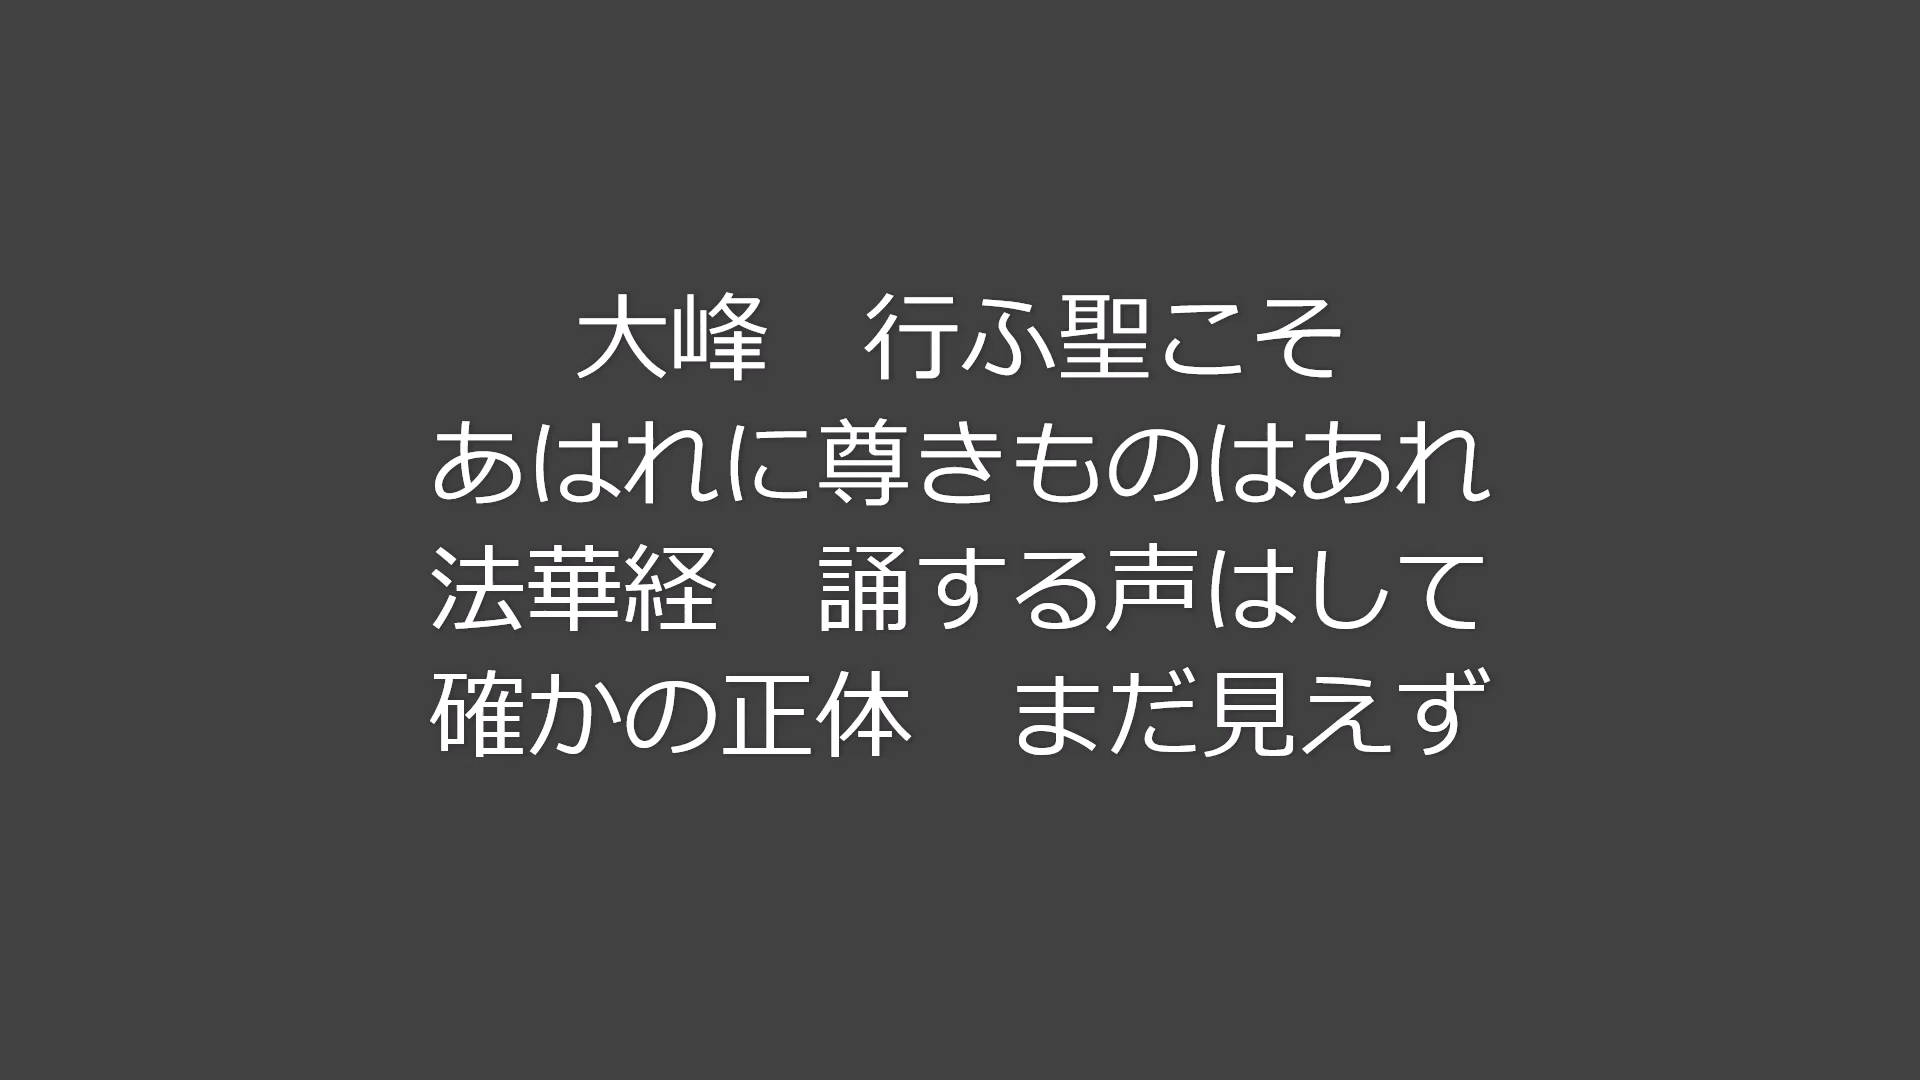 大峰　行ふ聖こそ
あはれに尊きものはあれ
法華経　誦する声はして
確かの正体　まだ見えず